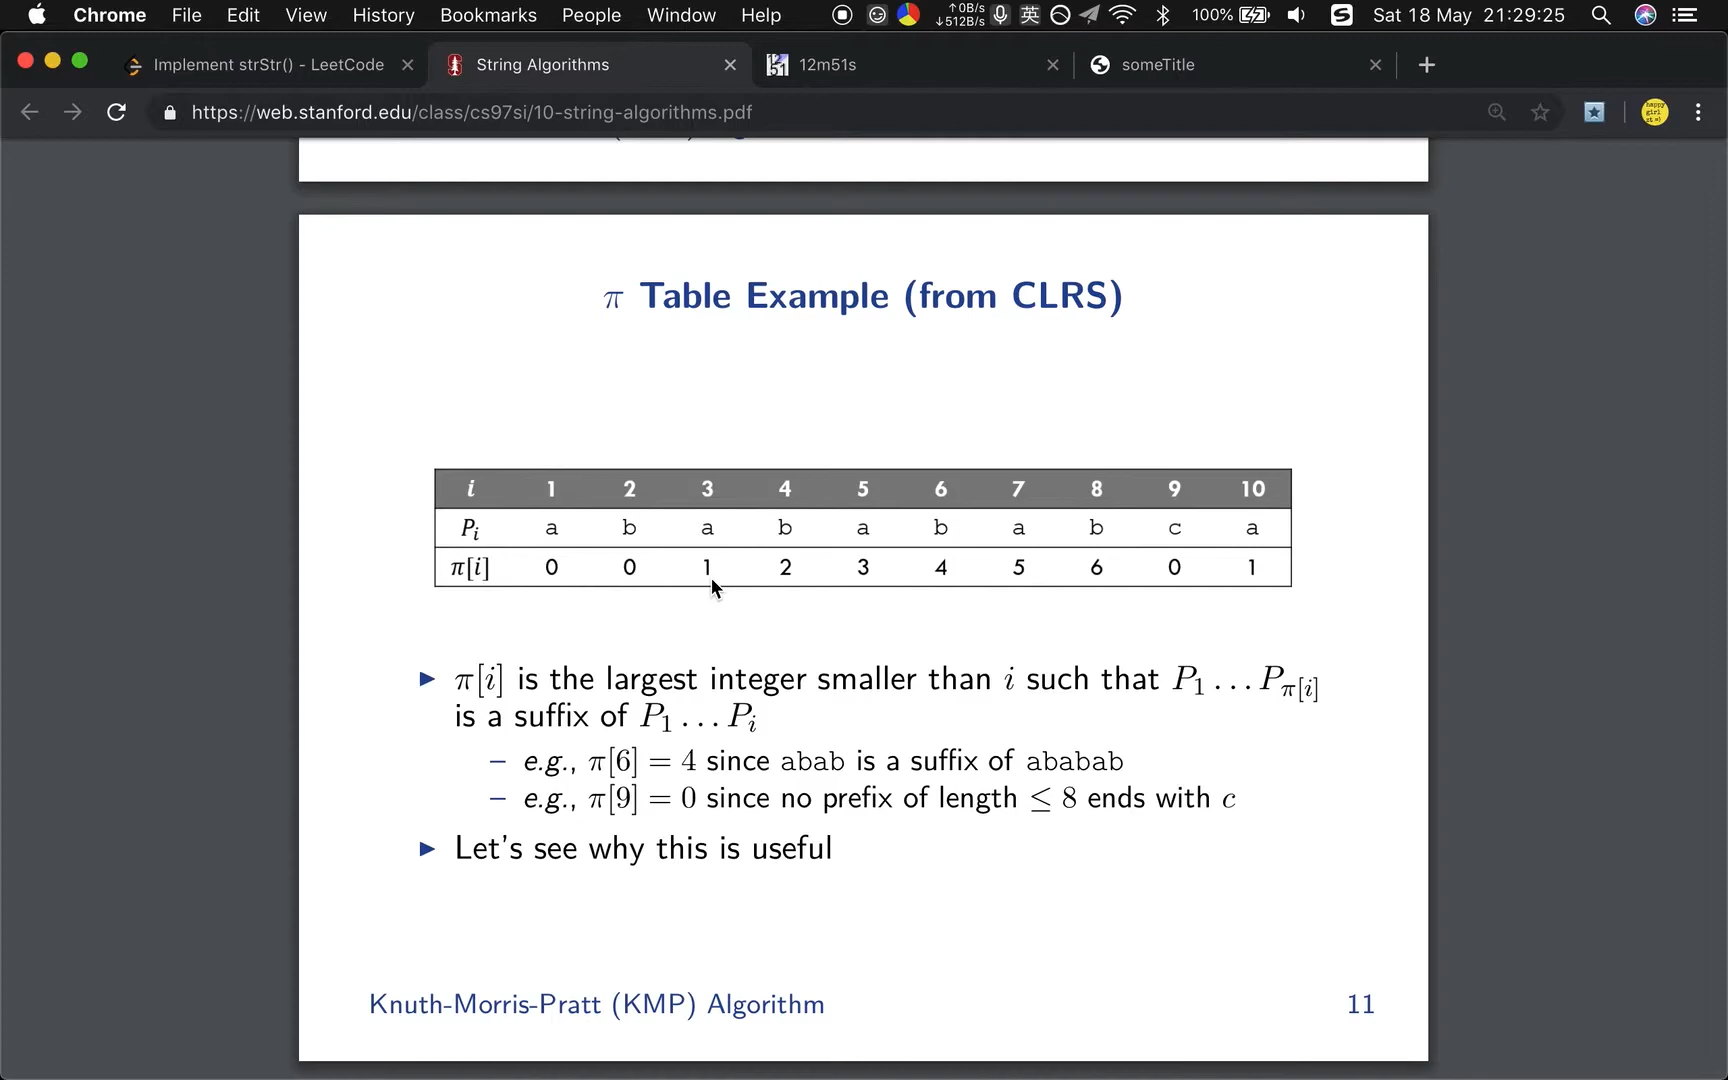 Chrome File Edit View History Bookmarks People Window Help ↑0B/s ↓512B/s 英 100% S Sat 18 May 21:29:25
Implement strStr() - LeetCode String Algorithms 12m51s someTitle
https://web.stanford.edu/class/cs97si/10-string-algorithms.pdf
π Table Example (from CLRS)
i 1 2 3 4 5 6 7 8 9 10
Pi a b a b a b a b c a
π[i] 0 0 1 2 3 4 5 6 0 1
▶ π[i] is the largest integer smaller than i such that P1 . . . Pπ[i]
is a suffix of P1 . . . Pi
– e.g., π[6] = 4 since abab is a suffix of ababab
– e.g., π[9] = 0 since no prefix of length ≤ 8 ends with c
▶ Let's see why this is useful
Knuth-Morris-Pratt (KMP) Algorithm 11